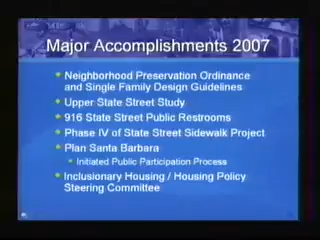 Major Accomplishments 2007
Neighborhood Preservation Ordinance
and Single Family Design Guidelines
Upper State Street Study
916 State Street Public Restrooms
Phase IV of State Street Sidewalk Project
Plan Santa Barbara
Initiated Public Participation Process
Inclusionary Housing / Housing Policy
Steering Committee